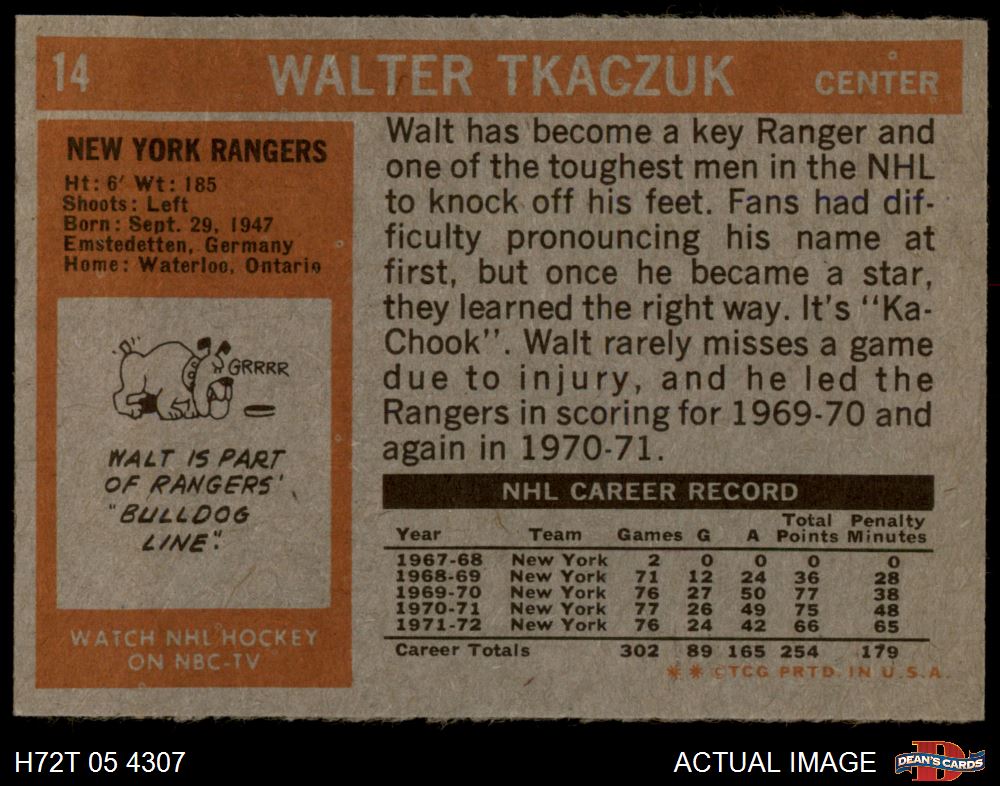 14 WALTER TKACZUK CENTER
NEW YORK RANGERS
Ht: 6' Wt: 185
Shoots: Left
Born: Sept. 29, 1947
Emstedetten, Germany
Home: Waterloo, Ontario
GRRRR
WALT IS PART
OF RANGERS'
"BULLDOG
LINE".
WATCH NHL HOCKEY
ON NBC-TV
Walt has become a key Ranger and
one of the toughest men in the NHL
to knock off his feet. Fans had dif-
ficulty pronouncing his name at
first, but once he became a star,
they learned the right way. It's "Ka-
Chook". Walt rarely misses a game
due to injury, and he led the
Rangers in scoring for 1969-70 and
again in 1970-71.
NHL CAREER RECORD
Year Team Games G A Total Points Penalty Minutes
1967-68 New York 2 0 0 0 0
1968-69 New York 71 12 24 36 28
1969-70 New York 76 27 50 77 38
1970-71 New York 77 26 49 75 48
1971-72 New York 76 24 42 66 65
Career Totals 302 89 165 254 179
* * ©TCG PRTD. IN U.S.A.
H72T 05 4307 ACTUAL IMAGE DEAN'S CARDS